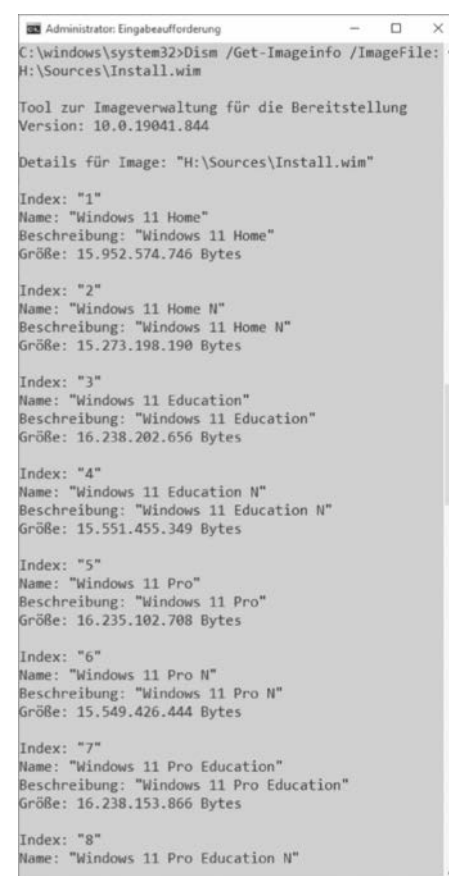 Administrator: Eingabeaufforderung
C:\windows\system32>Dism /Get-Imageinfo /ImageFile:
H:\Sources\Install.wim
Tool zur Imageverwaltung für die Bereitstellung
Version: 10.0.19041.844
Details für Image: "H:\Sources\Install.wim"
Index: "1"
Name: "Windows 11 Home"
Beschreibung: "Windows 11 Home"
Größe: 15.952.574.746 Bytes
Index: "2"
Name: "Windows 11 Home N"
Beschreibung: "Windows 11 Home N"
Größe: 15.273.198.190 Bytes
Index: "3"
Name: "Windows 11 Education"
Beschreibung: "Windows 11 Education"
Größe: 16.238.202.656 Bytes
Index: "4"
Name: "Windows 11 Education N"
Beschreibung: "Windows 11 Education N"
Größe: 15.551.455.349 Bytes
Index: "5"
Name: "Windows 11 Pro"
Beschreibung: "Windows 11 Pro"
Größe: 16.235.102.708 Bytes
Index: "6"
Name: "Windows 11 Pro N"
Beschreibung: "Windows 11 Pro N"
Größe: 15.549.426.444 Bytes
Index: "7"
Name: "Windows 11 Pro Education"
Beschreibung: "Windows 11 Pro Education"
Größe: 16.238.153.866 Bytes
Index: "8"
Name: "Windows 11 Pro Education N"